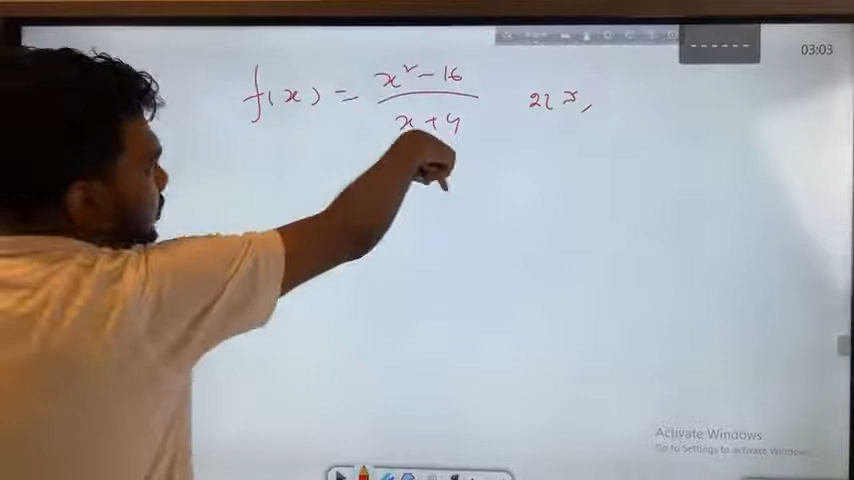 f(x) = (x² - 16)/(x + 4)
03:03
Activate Windows
Go to Settings to activate Windows.